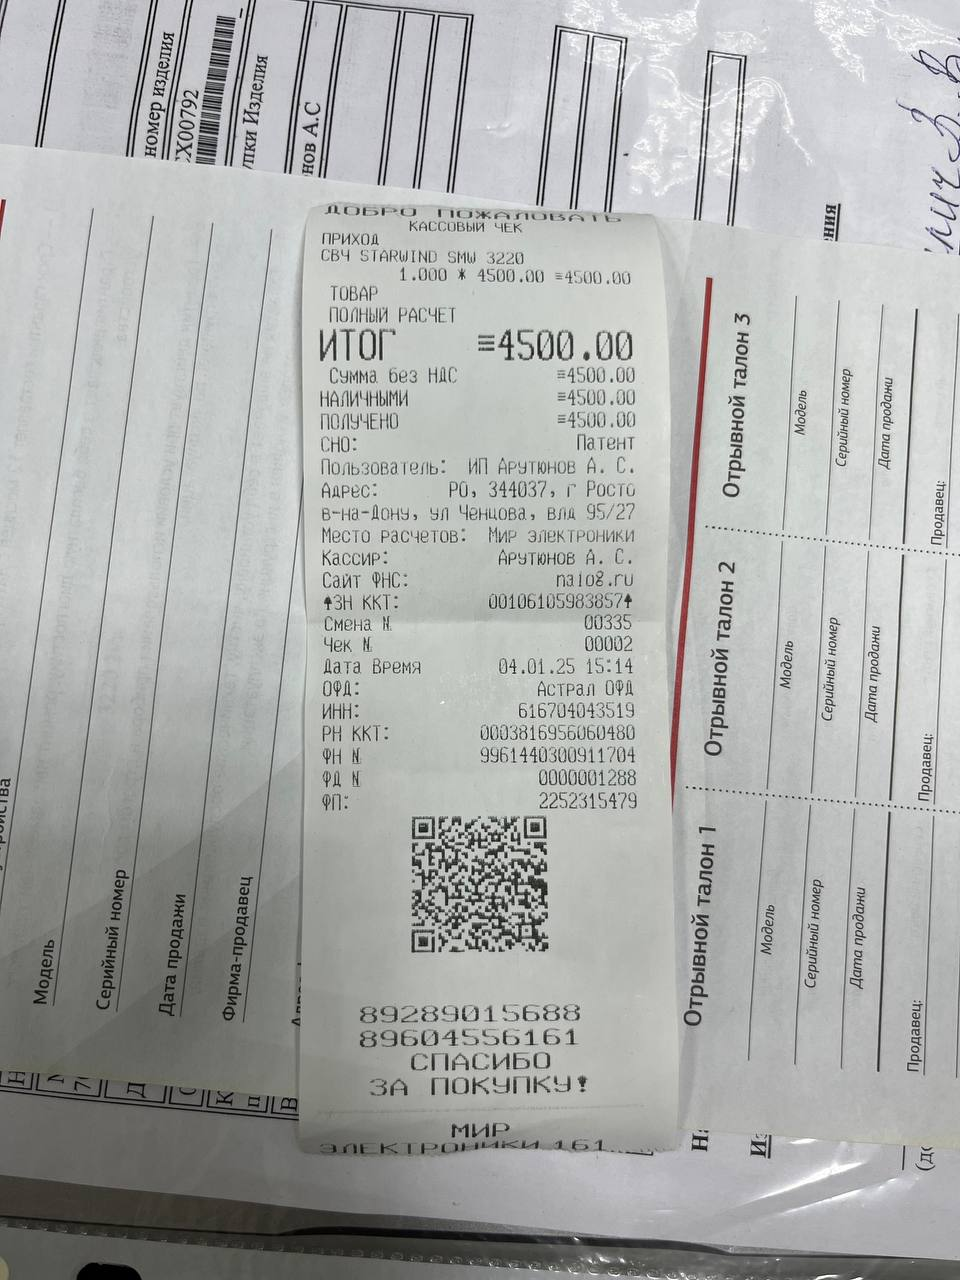 ДОБРО ПОЖАЛОВАТЬ
КАССОВЫЙ ЧЕК
ПРИХОД
СВЧ STARWIND SMW 3220
1.000 * 4500.00 ≡4500.00
ТОВАР
ПОЛНЫЙ РАСЧЕТ
ИТОГ ≡4500.00
Сумма без НДС ≡4500.00
НАЛИЧНЫМИ ≡4500.00
ПОЛУЧЕНО ≡4500.00
СНО: Патент
Пользователь: ИП Арутюнов А. С.
Адрес: РО, 344037, г Росто
в-на-Дону, ул Ченцова, влд 95/27
Место расчетов: Мир электроники
Кассир: Арутюнов А. С.
Сайт ФНС: nalog.ru
ЗН ККТ: 00106105983857
Смена № 00335
Чек № 00002
Дата Время 04.01.25 15:14
ОФД: Астрал ОФД
ИНН: 616704043519
РН ККТ: 0003816956060480
ФН № 9961440300911704
ФД № 0000001288
ФП: 2252315479
89289015688
89604556161
СПАСИБО
ЗА ПОКУПКУ!
МИР
ЭЛЕКТРОНИКИ 161
номер изделия
СХ00792
пки Изделия
нов А.С
ения
Модель
Серийный номер
Дата продажи
Фирма-продавец
Отрывной талон 3
Модель
Серийный номер
Дата продажи
Продавец:
Отрывной талон 2
Модель
Серийный номер
Дата продажи
Продавец:
Отрывной талон 1
Модель
Серийный номер
Дата продажи
Продавец: